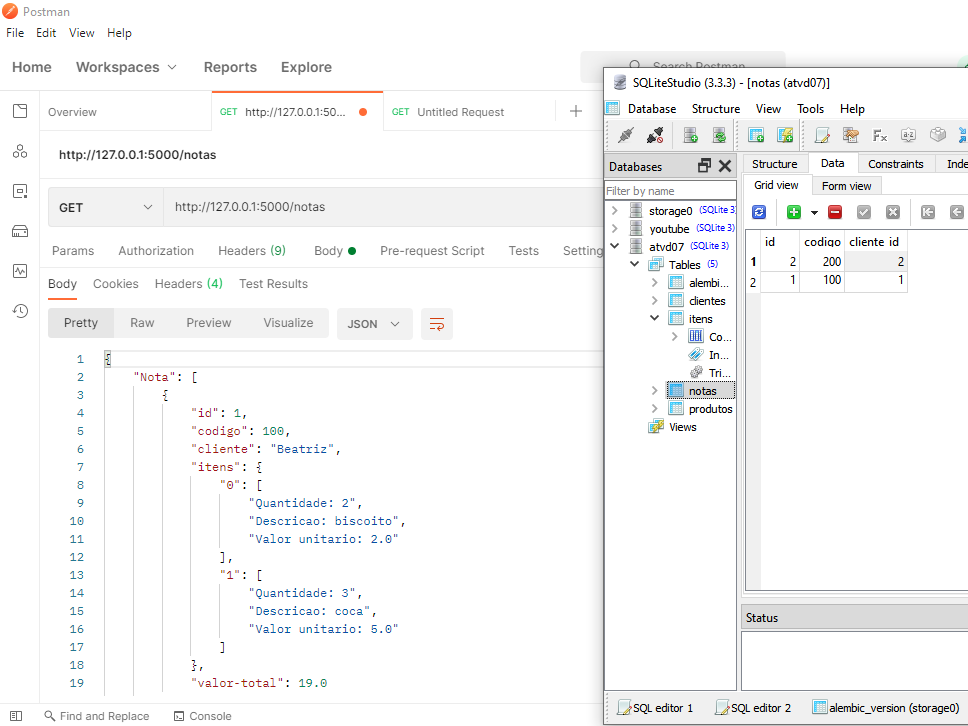 Postman
File Edit View Help
Home Workspaces Reports Explore
Search Postman
Overview
GET http://127.0.0.1:50...
GET Untitled Request
http://127.0.0.1:5000/notas
GET http://127.0.0.1:5000/notas
Params Authorization Headers (9) Body Pre-request Script Tests Setting
Body Cookies Headers (4) Test Results
Pretty Raw Preview Visualize JSON
1 {
2 "Nota": [
3 {
4 "id": 1,
5 "codigo": 100,
6 "cliente": "Beatriz",
7 "itens": {
8 "0": [
9 "Quantidade: 2",
10 "Descricao: biscoito",
11 "Valor unitario: 2.0"
12 ],
13 "1": [
14 "Quantidade: 3",
15 "Descricao: coca",
16 "Valor unitario: 5.0"
17 ]
18 },
19 "valor-total": 19.0
Find and Replace Console
SQLiteStudio (3.3.3) - [notas (atvd07)]
Database Structure View Tools Help
Databases
Filter by name
storage0 (SQLite 3)
youtube (SQLite 3)
atvd07 (SQLite 3)
Tables (5)
alembi...
clientes
itens
Co...
In...
Tri...
notas
produtos
Views
Structure Data Constraints Inde
Grid view Form view
id codigo cliente_id
1 2 200 2
2 1 100 1
Status
SQL editor 1 SQL editor 2 alembic_version (storage0)